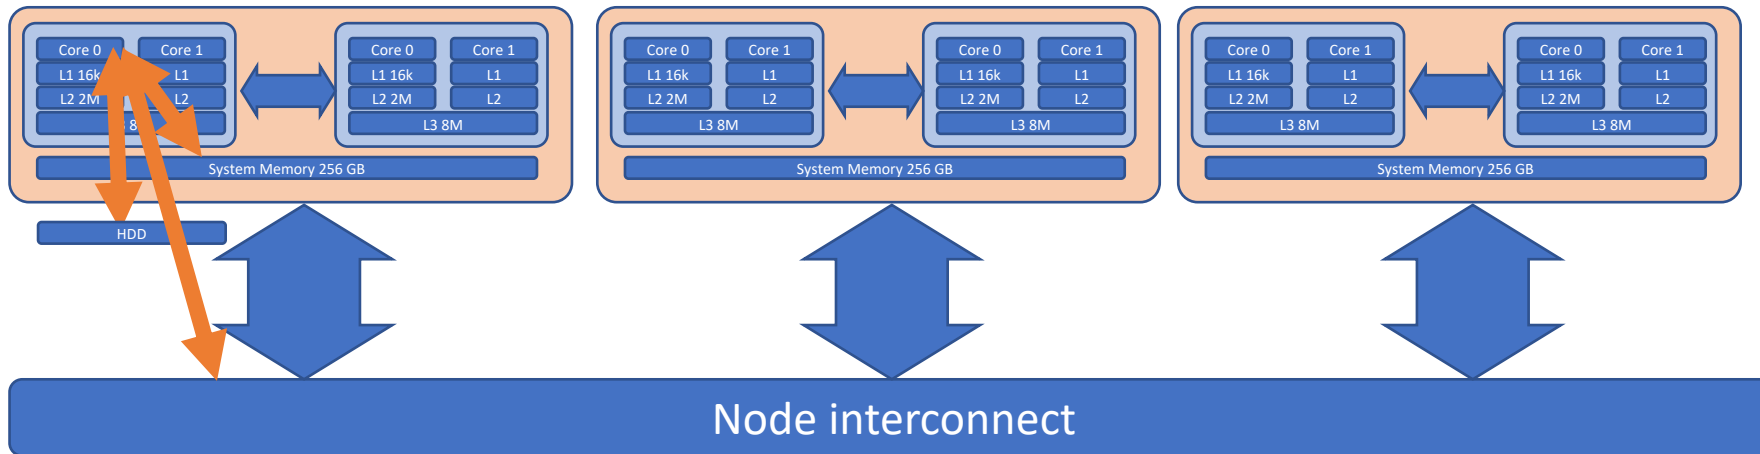 Core 0 Core 1 Core 0 Core 1 Core 0 Core 1 Core 0 Core 1 Core 0 Core 1 Core 0 Core 1
L1 16k L1 L1 16k L1 L1 16k L1 L1 16k L1 L1 16k L1 L1 16k L1
L2 2M L2 L2 2M L2 L2 2M L2 L2 2M L2 L2 2M L2 L2 2M L2
L3 8M L3 8M L3 8M L3 8M L3 8M
System Memory 256 GB System Memory 256 GB System Memory 256 GB
HDD
Node interconnect